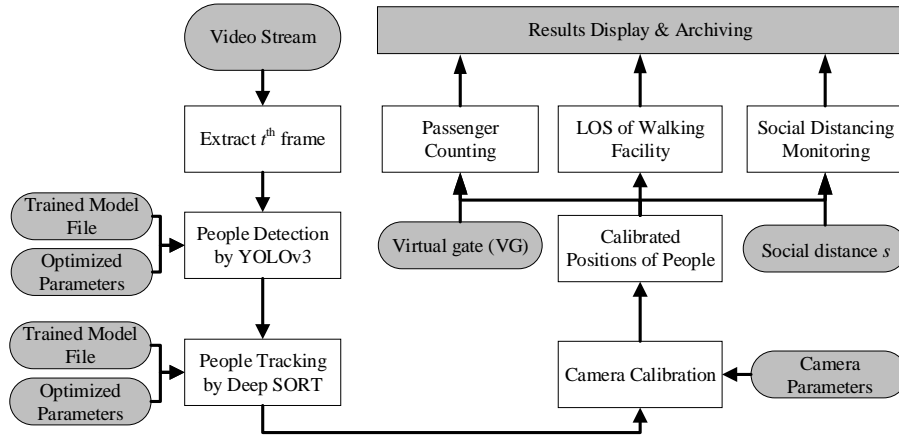 Video Stream
Results Display & Archiving
Extract t^th frame
Passenger
Counting
LOS of Walking
Facility
Social Distancing
Monitoring
Trained Model
File
Optimized
Parameters
People Detection
by YOLOv3
Virtual gate (VG)
Calibrated
Positions of People
Social distance s
Trained Model
File
Optimized
Parameters
People Tracking
by Deep SORT
Camera Calibration
Camera
Parameters